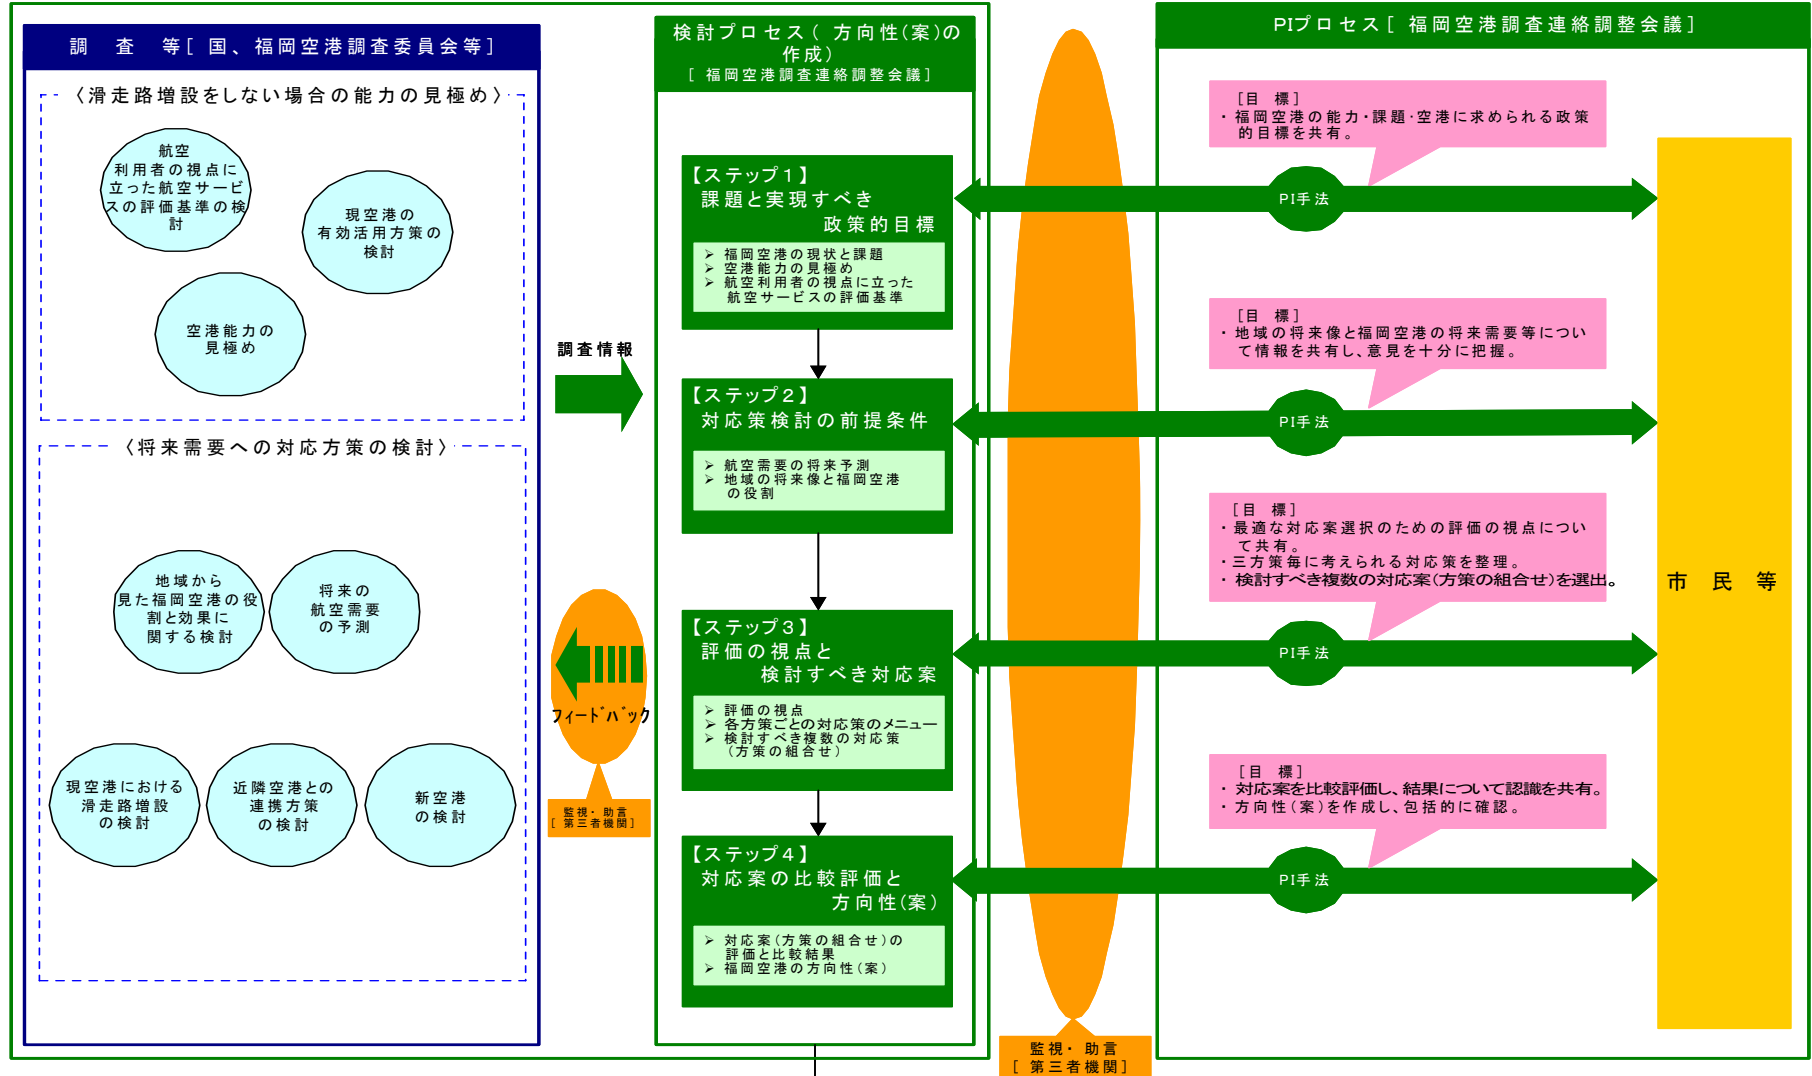 調 査 等[ 国、福岡空港調査委員会等]
〈滑走路増設をしない場合の能力の見極め〉
航空
利用者の視点に
立った航空サービ
スの評価基準の検
討
現空港の
有効活用方策の
検討
空港能力の
見極め
〈将来需要への対応方策の検討〉
地域から
見た福岡空港の役
割と効果に
関する検討
将来の
航空需要
の予測
現空港における
滑走路増設
の検討
近隣空港との
連携方策
の検討
新空港
の検討
調査情報
フィードバック
監視・助言
[ 第三者機関]
検討プロセス( 方向性(案)の
作成)
[ 福岡空港調査連絡調整会議]
【ステップ1】
課題と実現すべき
政策的目標
➢ 福岡空港の現状と課題
➢ 空港能力の見極め
➢ 航空利用者の視点に立った
航空サービスの評価基準
【ステップ2】
対応策検討の前提条件
➢ 航空需要の将来予測
➢ 地域の将来像と福岡空港
の役割
【ステップ3】
評価の視点と
検討すべき対応案
➢ 評価の視点
➢ 各方策ごとの対応策のメニュー
➢ 検討すべき複数の対応策
(方策の組合せ)
【ステップ4】
対応案の比較評価と
方向性(案)
➢ 対応案(方策の組合せ)の
評価と比較結果
➢ 福岡空港の方向性(案)
監視・助言
[ 第三者機関]
PIプロセス[ 福岡空港調査連絡調整会議]
[目 標]
・福岡空港の能力・課題・空港に求められる政策
的目標を共有。
PI手法
[目 標]
・地域の将来像と福岡空港の将来需要等につい
て情報を共有し、意見を十分に把握。
PI手法
[目 標]
・最適な対応案選択のための評価の視点につい
て共有。
・三方策毎に考えられる対応策を整理。
・検討すべき複数の対応案(方策の組合せ)を選出。
PI手法
[目 標]
・対応案を比較評価し、結果について認識を共有。
・方向性(案)を作成し、包括的に確認。
PI手法
市 民 等